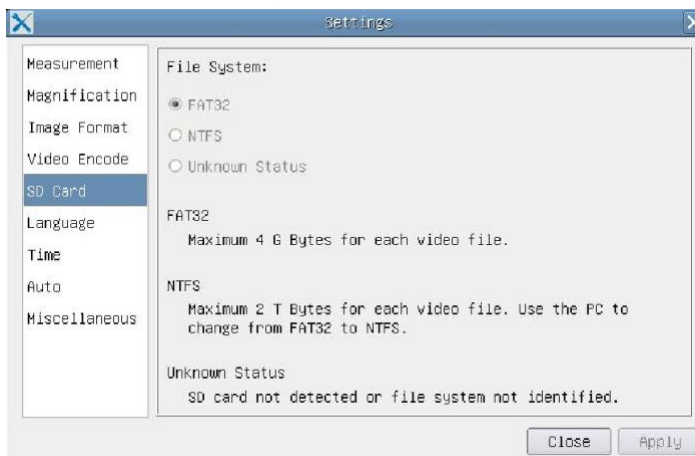 Settings
Measurement
Magnification
Image Format
Video Encode
SD Card
Language
Time
Auto
Miscellaneous
File System:
FAT32
NTFS
Unknown Status
FAT32
Maximum 4 G Bytes for each video file.
NTFS
Maximum 2 T Bytes for each video file. Use the PC to
change from FAT32 to NTFS.
Unknown Status
SD card not detected or file system not identified.
Close
Apply